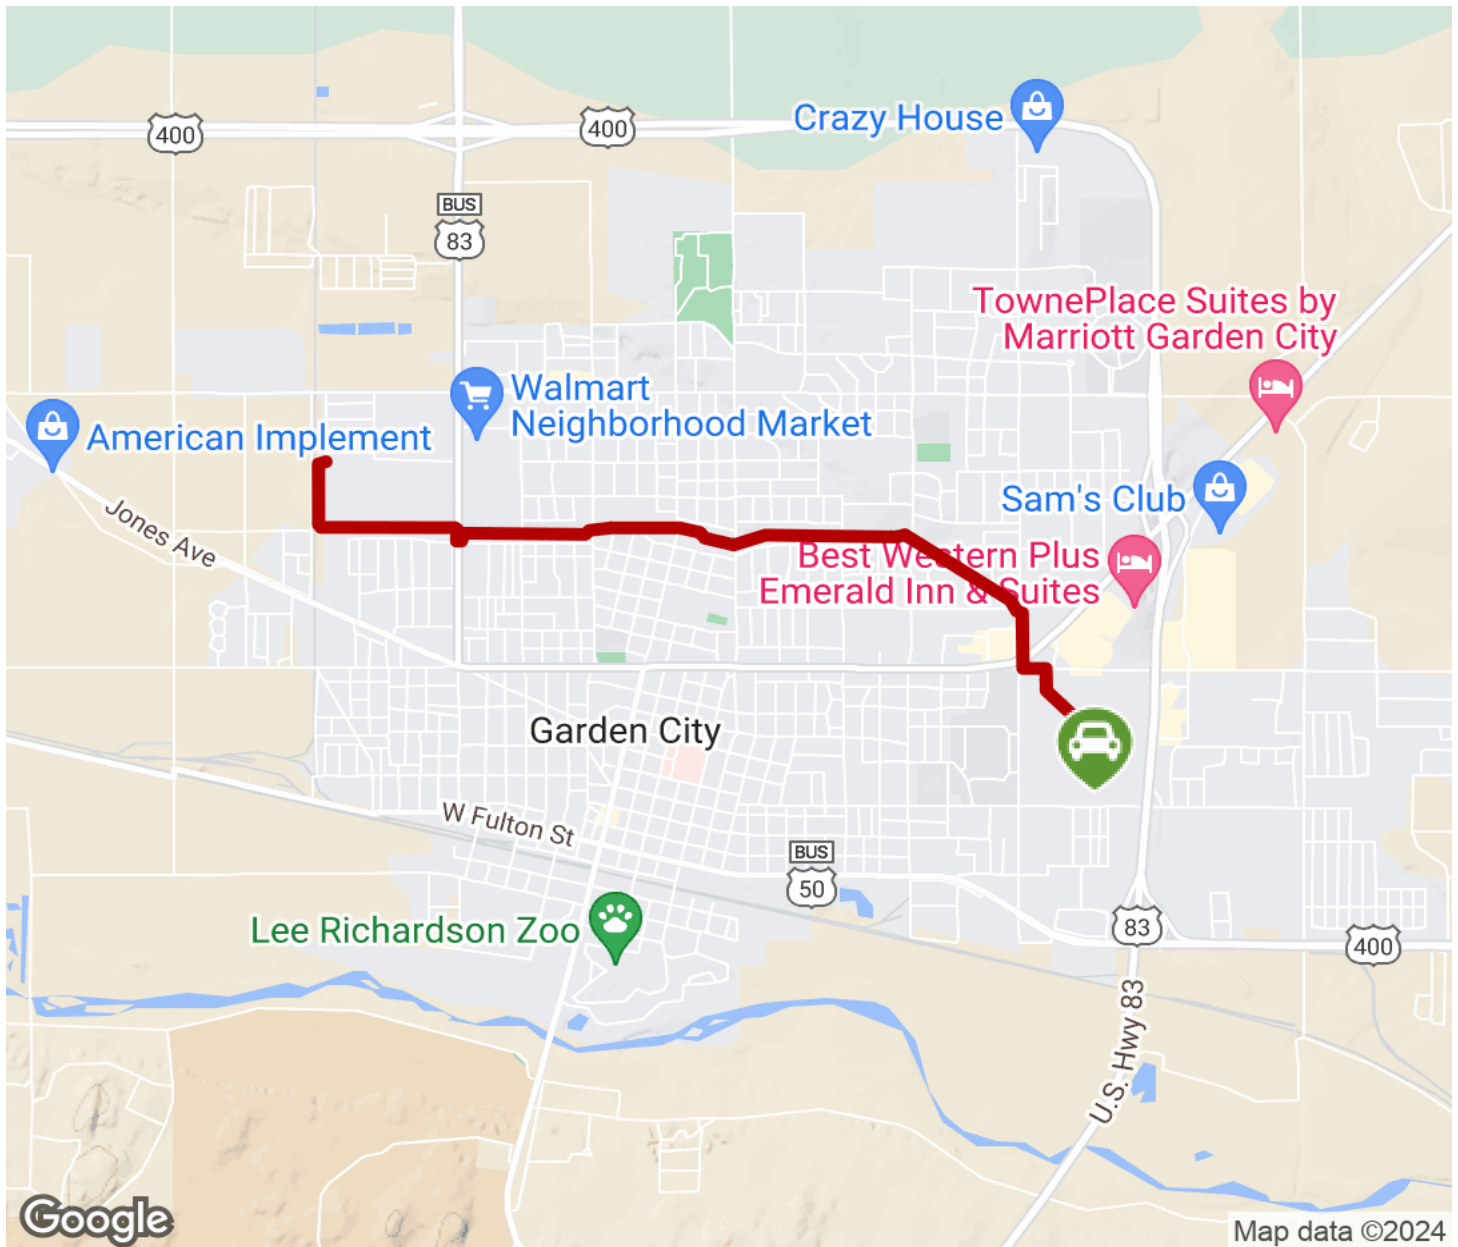 400
400
Crazy House
BUS
83
TownePlace Suites by
Marriott Garden City
Walmart
Neighborhood Market
American Implement
Sam's Club
Jones Ave
Best Western Plus
Emerald Inn & Suites
Garden City
W Fulton St
BUS
50
Lee Richardson Zoo
83
400
U.S. Hwy 83
Google
Map data ©2024